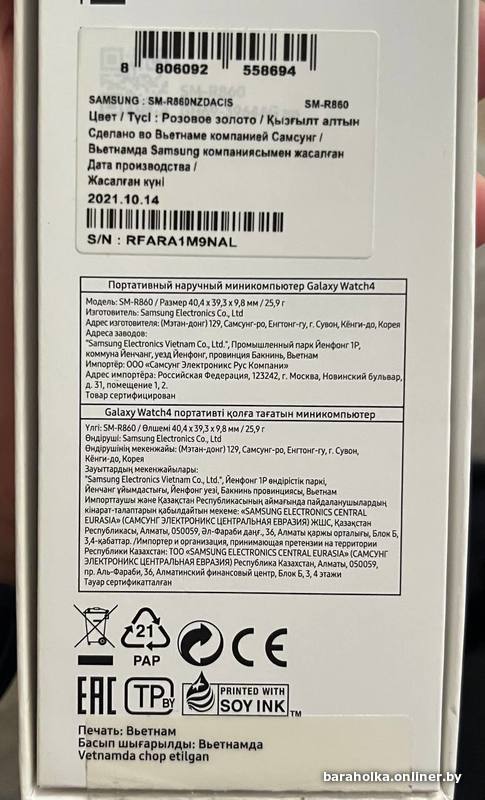 8 806092 558694
SAMSUNG : SM-R860NZDACIS SM-R860
Цвет / Түсі : Розовое золото / Қызғылт алтын
Сделано во Вьетнаме компанией Самсунг /
Вьетнамда Samsung компаниясымен жасалған
Дата производства /
Жасалған күні
2021.10.14
S/N : RFARA1M9NAL
Портативный наручный миникомпьютер Galaxy Watch4
Модель: SM-R860 / Размер 40,4 x 39,3 x 9,8 мм / 25,9 г
Изготовитель: Samsung Electronics Co., Ltd
Адрес изготовителя: (Мэтан-донг) 129, Самсунг-ро, Енгтонг-гу, г. Сувон, Кёнги-до, Корея
Адреса заводов:
"Samsung Electronics Vietnam Co., Ltd.", Промышленный парк Йенфонг 1Р,
коммуна Йенчанг, уезд Йенфонг, провинция Бакнинь, Вьетнам
Импортёр: ООО «Самсунг Электроникс Рус Компани»
Адрес импортёра: Российская Федерация, 123242, г. Москва, Новинский бульвар,
д. 31, помещение 1, 2.
Товар сертифицирован
Galaxy Watch4 портативті қолға тағатын миникомпьютер
Үлгі: SM-R860 / Өлшемі 40,4 x 39,3 x 9,8 мм / 25,9 г
Өндіруші: Samsung Electronics Co., Ltd
Өндірушінің мекенжайы: (Мэтан-донг) 129, Самсунг-ро, Енгтонг-гу, г. Сувон,
Кёнги-до, Корея
Зауыттардың мекенжайлары:
"Samsung Electronics Vietnam Co., Ltd.", Йенфонг 1Р өндірістік паркі,
Йенчанг ұйымдастығы, Йенфонг уезі, Бакнинь провинциясы, Вьетнам
Импорттаушы және Қазақстан Республикасының аймағында пайдаланушылардың
кінарат-талаптарын қабылдайтын мекеме: «SAMSUNG ELECTRONICS CENTRAL
EURASIA» (САМСУНГ ЭЛЕКТРОНИКС ЦЕНТРАЛЬНАЯ ЕВРАЗИЯ) ЖШС, Қазақстан
Республикасы, Алматы, 050059, Әл-Фараби даңғ., 36, Алматы қаржы орталығы, Блок Б,
3,4-қабаттар. /Импортер и организация, принимающая претензии на территории
Республики Казахстан: ТОО «SAMSUNG ELECTRONICS CENTRAL EURASIA» (САМСУНГ
ЭЛЕКТРОНИКС ЦЕНТРАЛЬНАЯ ЕВРАЗИЯ) Республика Казахстан, Алматы, 050059,
пр. Аль-Фараби, 36, Алматинский финансовый центр, Блок Б, 3, 4 этажи
Тауар сертификатталған
21
PAP
CE
EAC TP BY PRINTED WITH
SOY INK TM
Печать: Вьетнам
Басып шығарылды: Вьетнамда
Vetnamda chop etilgan
baraholka.onliner.by